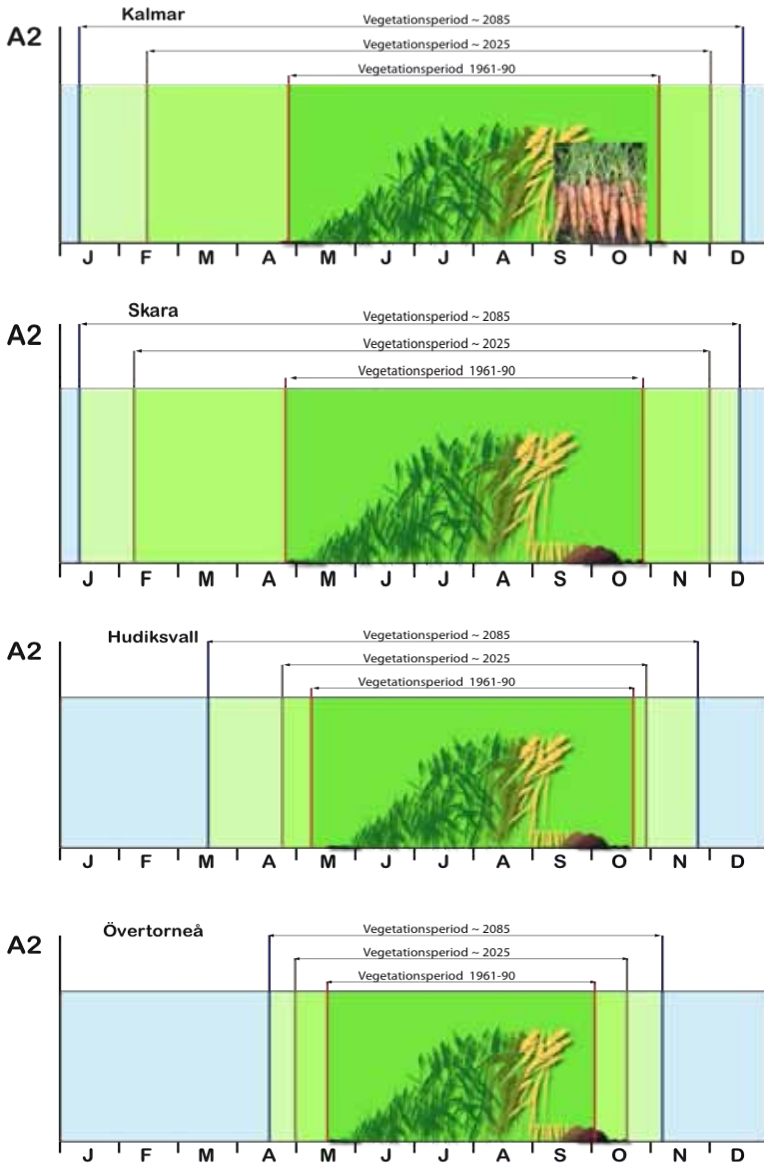 Kalmar
A2
Vegetationsperiod ~ 2085
Vegetationsperiod ~ 2025
Vegetationsperiod 1961-90
J F M A M J J A S O N D
Skara
A2
Vegetationsperiod ~ 2085
Vegetationsperiod ~ 2025
Vegetationsperiod 1961-90
J F M A M J J A S O N D
Hudiksvall
A2
Vegetationsperiod ~ 2085
Vegetationsperiod ~ 2025
Vegetationsperiod 1961-90
J F M A M J J A S O N D
Övertorneå
A2
Vegetationsperiod ~ 2085
Vegetationsperiod ~ 2025
Vegetationsperiod 1961-90
J F M A M J J A S O N D